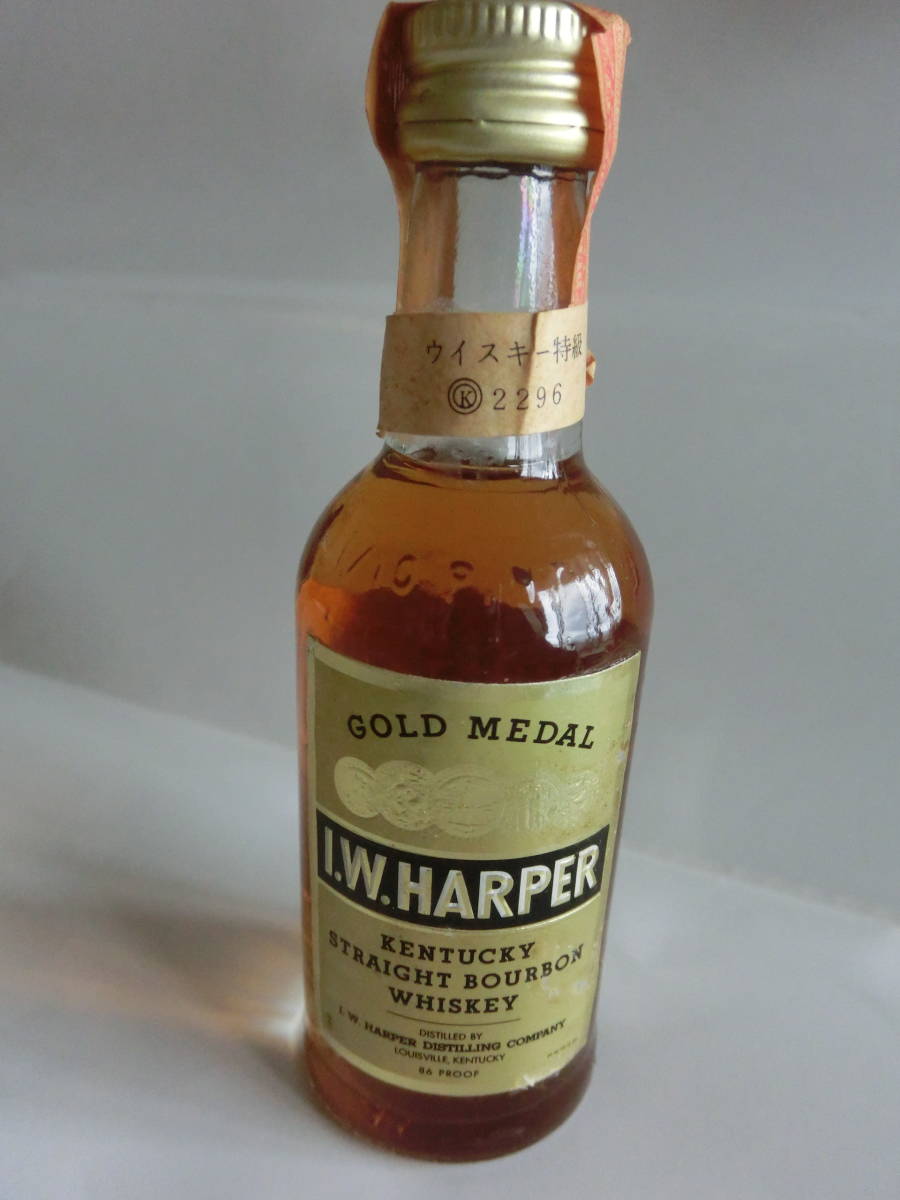 ウイスキー特級
Ⓚ2296
GOLD MEDAL
I.W.HARPER
KENTUCKY
STRAIGHT BOURBON
WHISKEY
I. W. HARPER DISTILLING COMPANY
DISTILLED BY
LOUISVILLE, KENTUCKY
86 PROOF